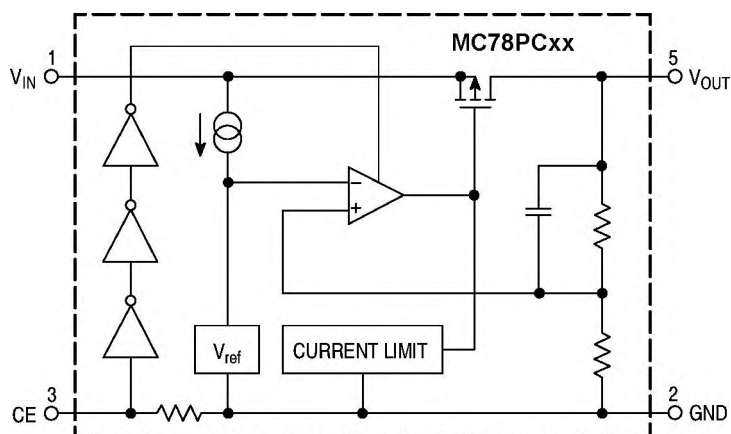 MC78PCxx
1
VIN
5
VOUT
−
+
Vref
CURRENT LIMIT
3
CE
2
GND